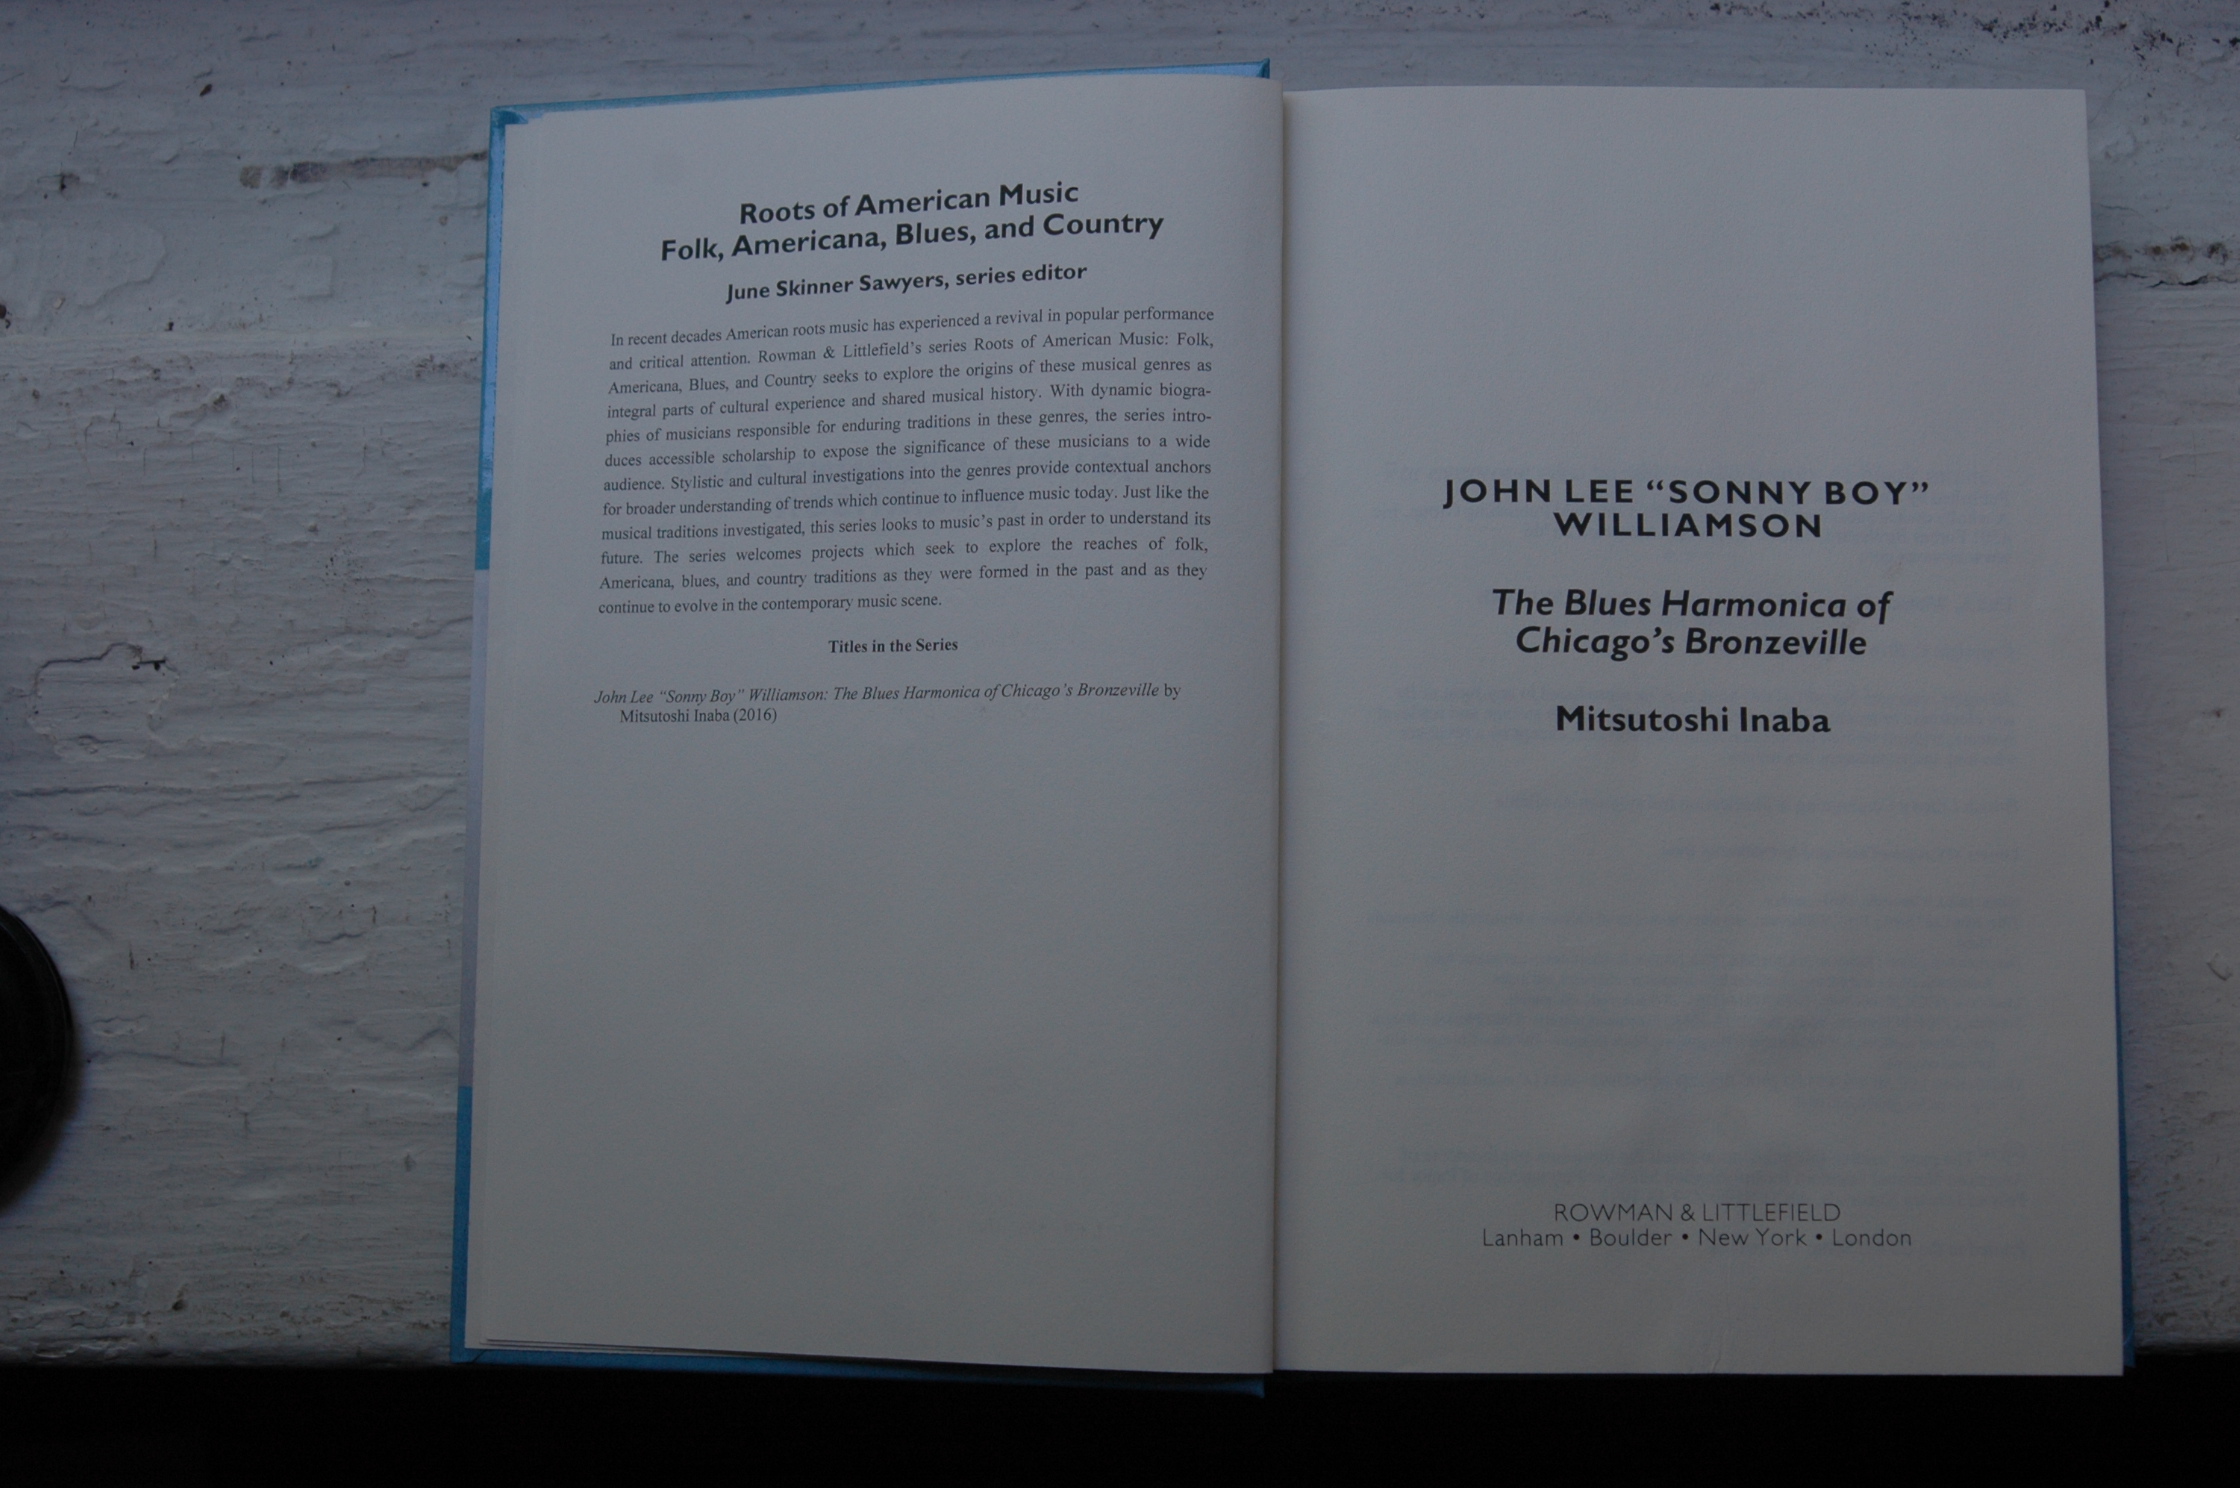 Roots of American Music
Folk, Americana, Blues, and Country
June Skinner Sawyers, series editor
In recent decades American roots music has experienced a revival in popular performance
and critical attention. Rowman & Littlefield's series Roots of American Music: Folk,
Americana, Blues, and Country seeks to explore the origins of these musical genres as
integral parts of cultural experience and shared musical history. With dynamic biogra-
phies of musicians responsible for enduring traditions in these genres, the series intro-
duces accessible scholarship to expose the significance of these musicians to a wide
audience. Stylistic and cultural investigations into the genres provide contextual anchors
for broader understanding of trends which continue to influence music today. Just like the
musical traditions investigated, this series looks to music's past in order to understand its
future. The series welcomes projects which seek to explore the reaches of folk,
Americana, blues, and country traditions as they were formed in the past and as they
continue to evolve in the contemporary music scene.
Titles in the Series
John Lee "Sonny Boy" Williamson: The Blues Harmonica of Chicago's Bronzeville by
Mitsutoshi Inaba (2016)
JOHN LEE “SONNY BOY”
WILLIAMSON
The Blues Harmonica of
Chicago's Bronzeville
Mitsutoshi Inaba
ROWMAN & LITTLEFIELD
Lanham • Boulder • New York • London